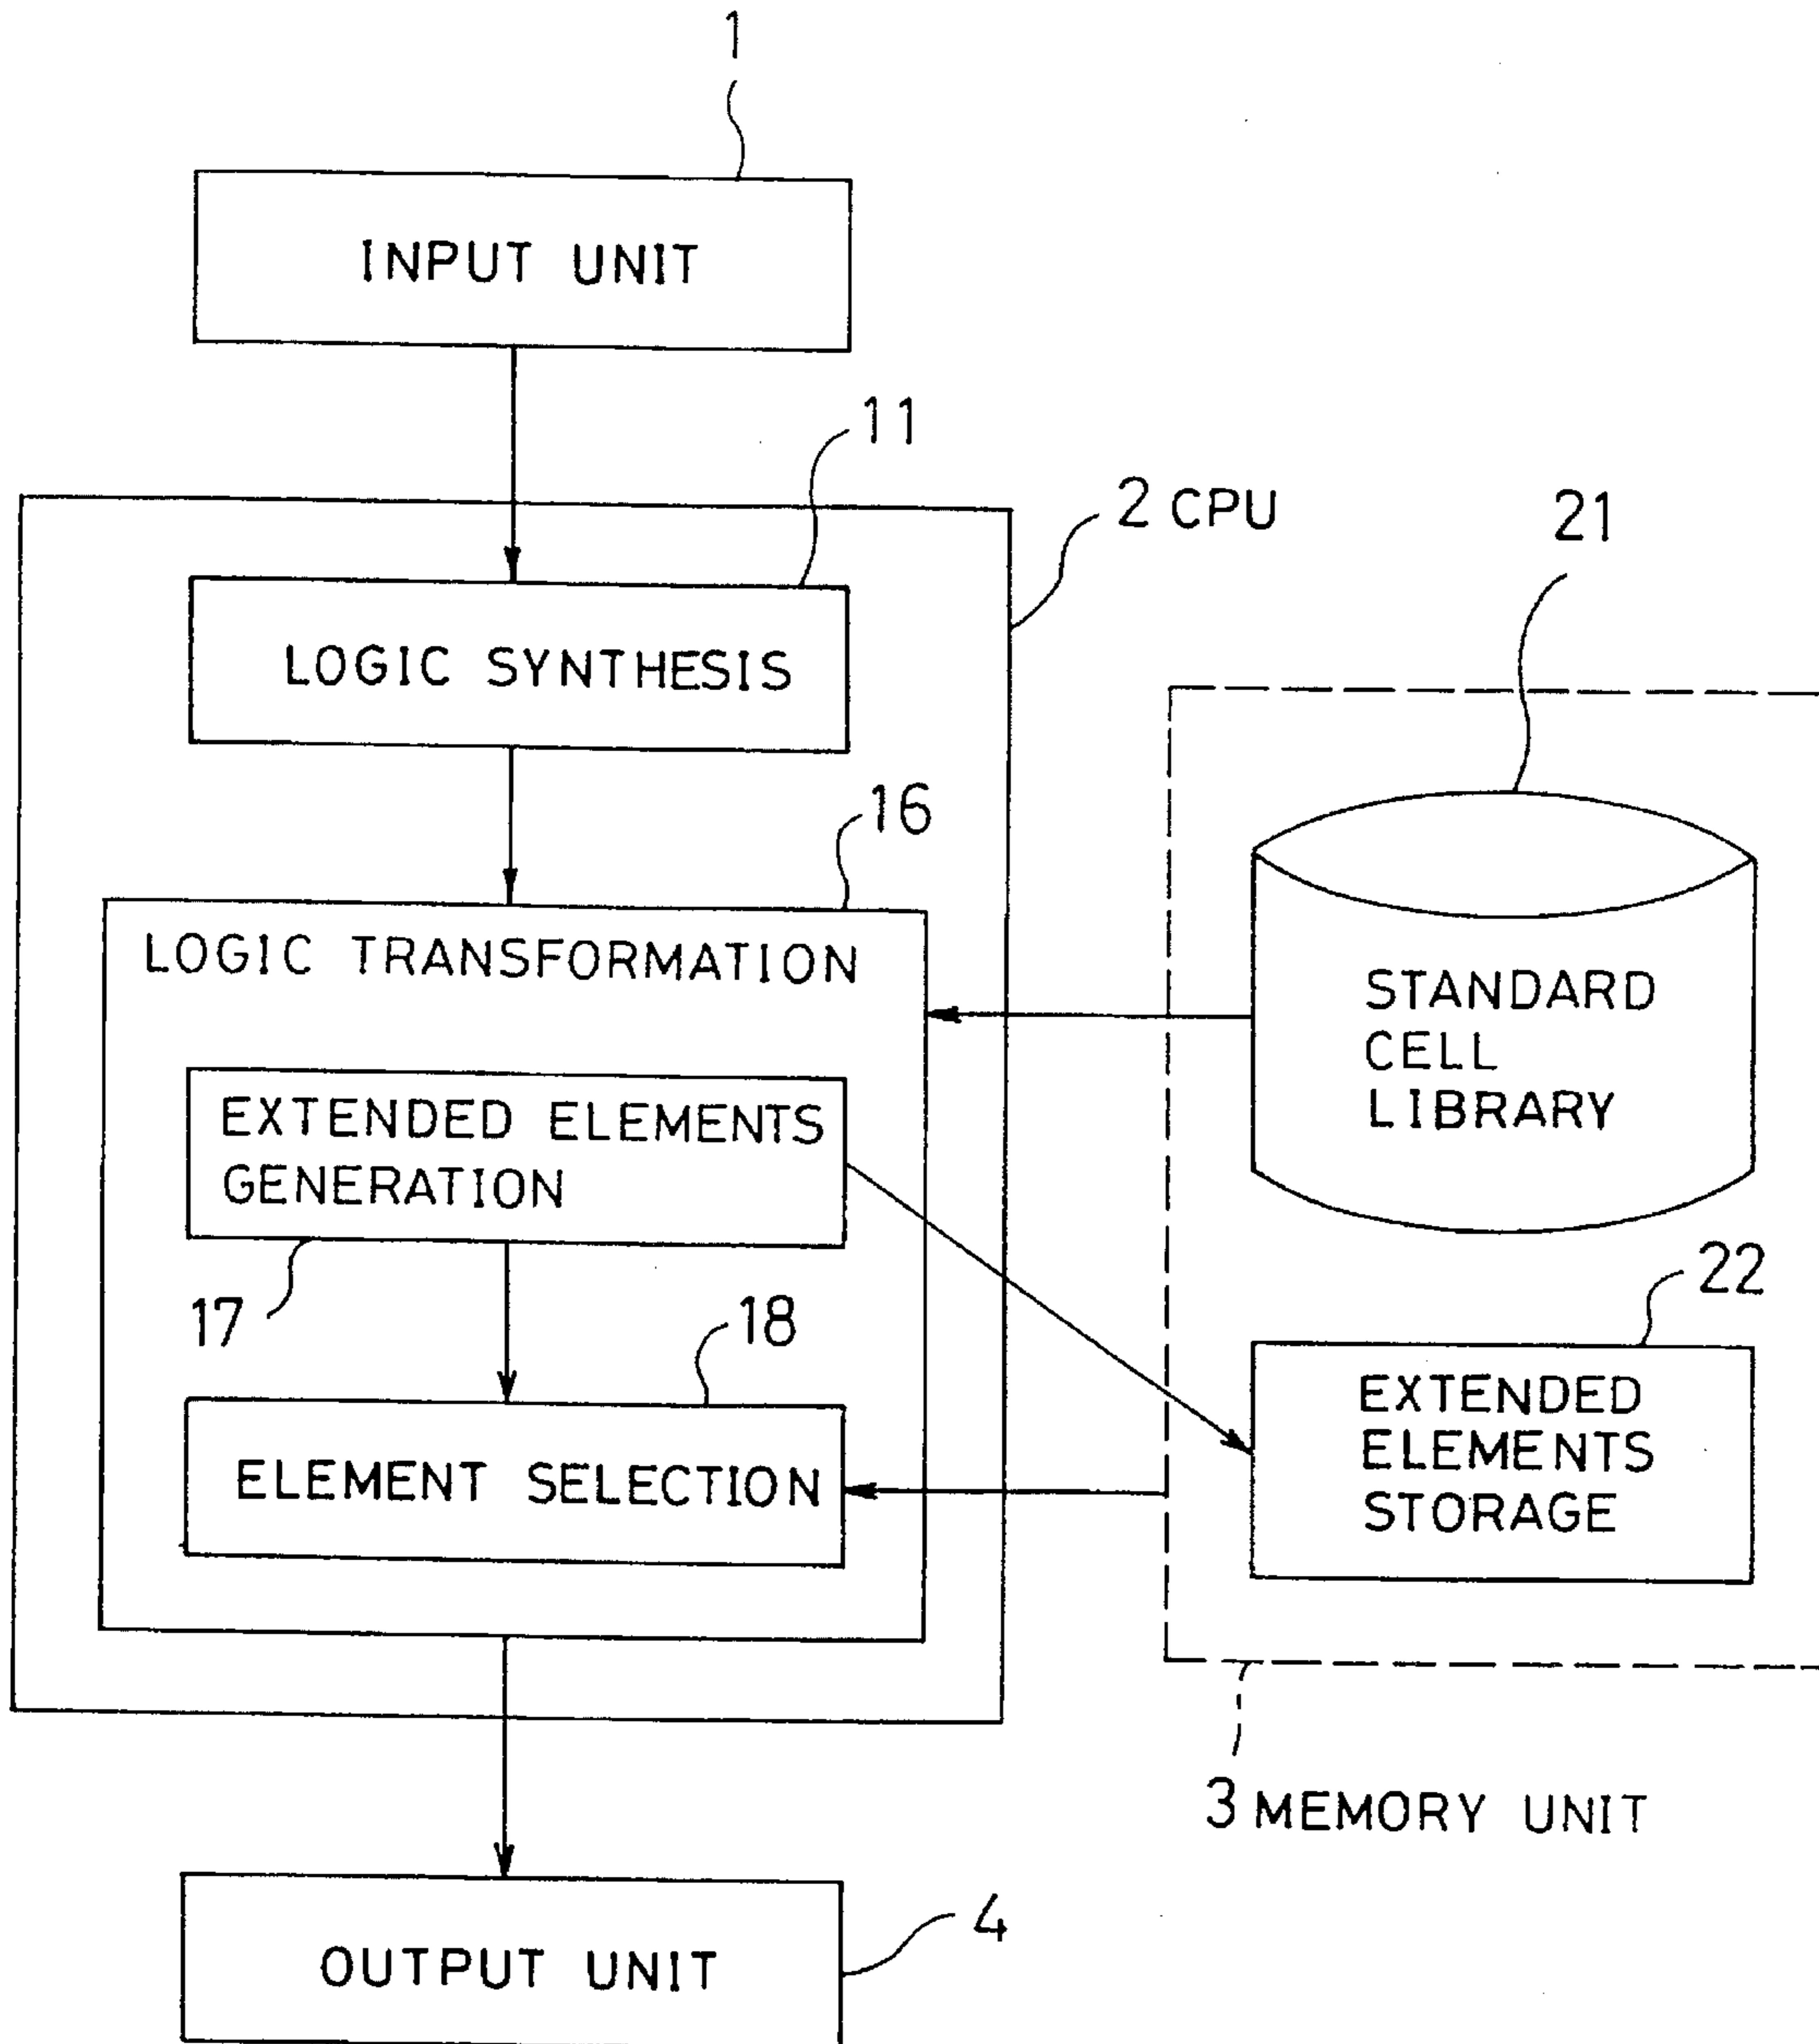 1
INPUT UNIT
11
2 CPU
21
LOGIC SYNTHESIS
16
LOGIC TRANSFORMATION
STANDARD
CELL
LIBRARY
EXTENDED ELEMENTS
GENERATION
17
18
22
ELEMENT SELECTION
EXTENDED
ELEMENTS
STORAGE
3 MEMORY UNIT
4
OUTPUT UNIT